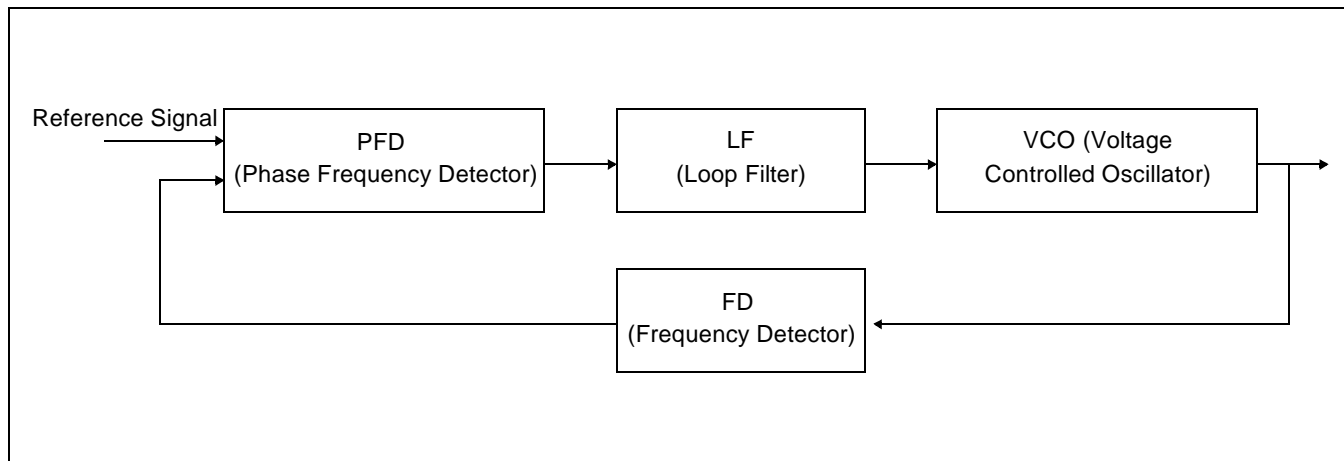 Reference Signal
PFD
(Phase Frequency Detector)
LF
(Loop Filter)
VCO (Voltage
Controlled Oscillator)
FD
(Frequency Detector)